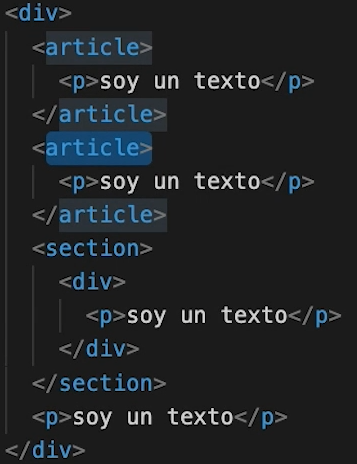 <div>
<article>
<p>soy un texto</p>
</article>
<article>
<p>soy un texto</p>
</article>
<section>
<div>
<p>soy un texto</p>
</div>
</section>
<p>soy un texto</p>
</div>